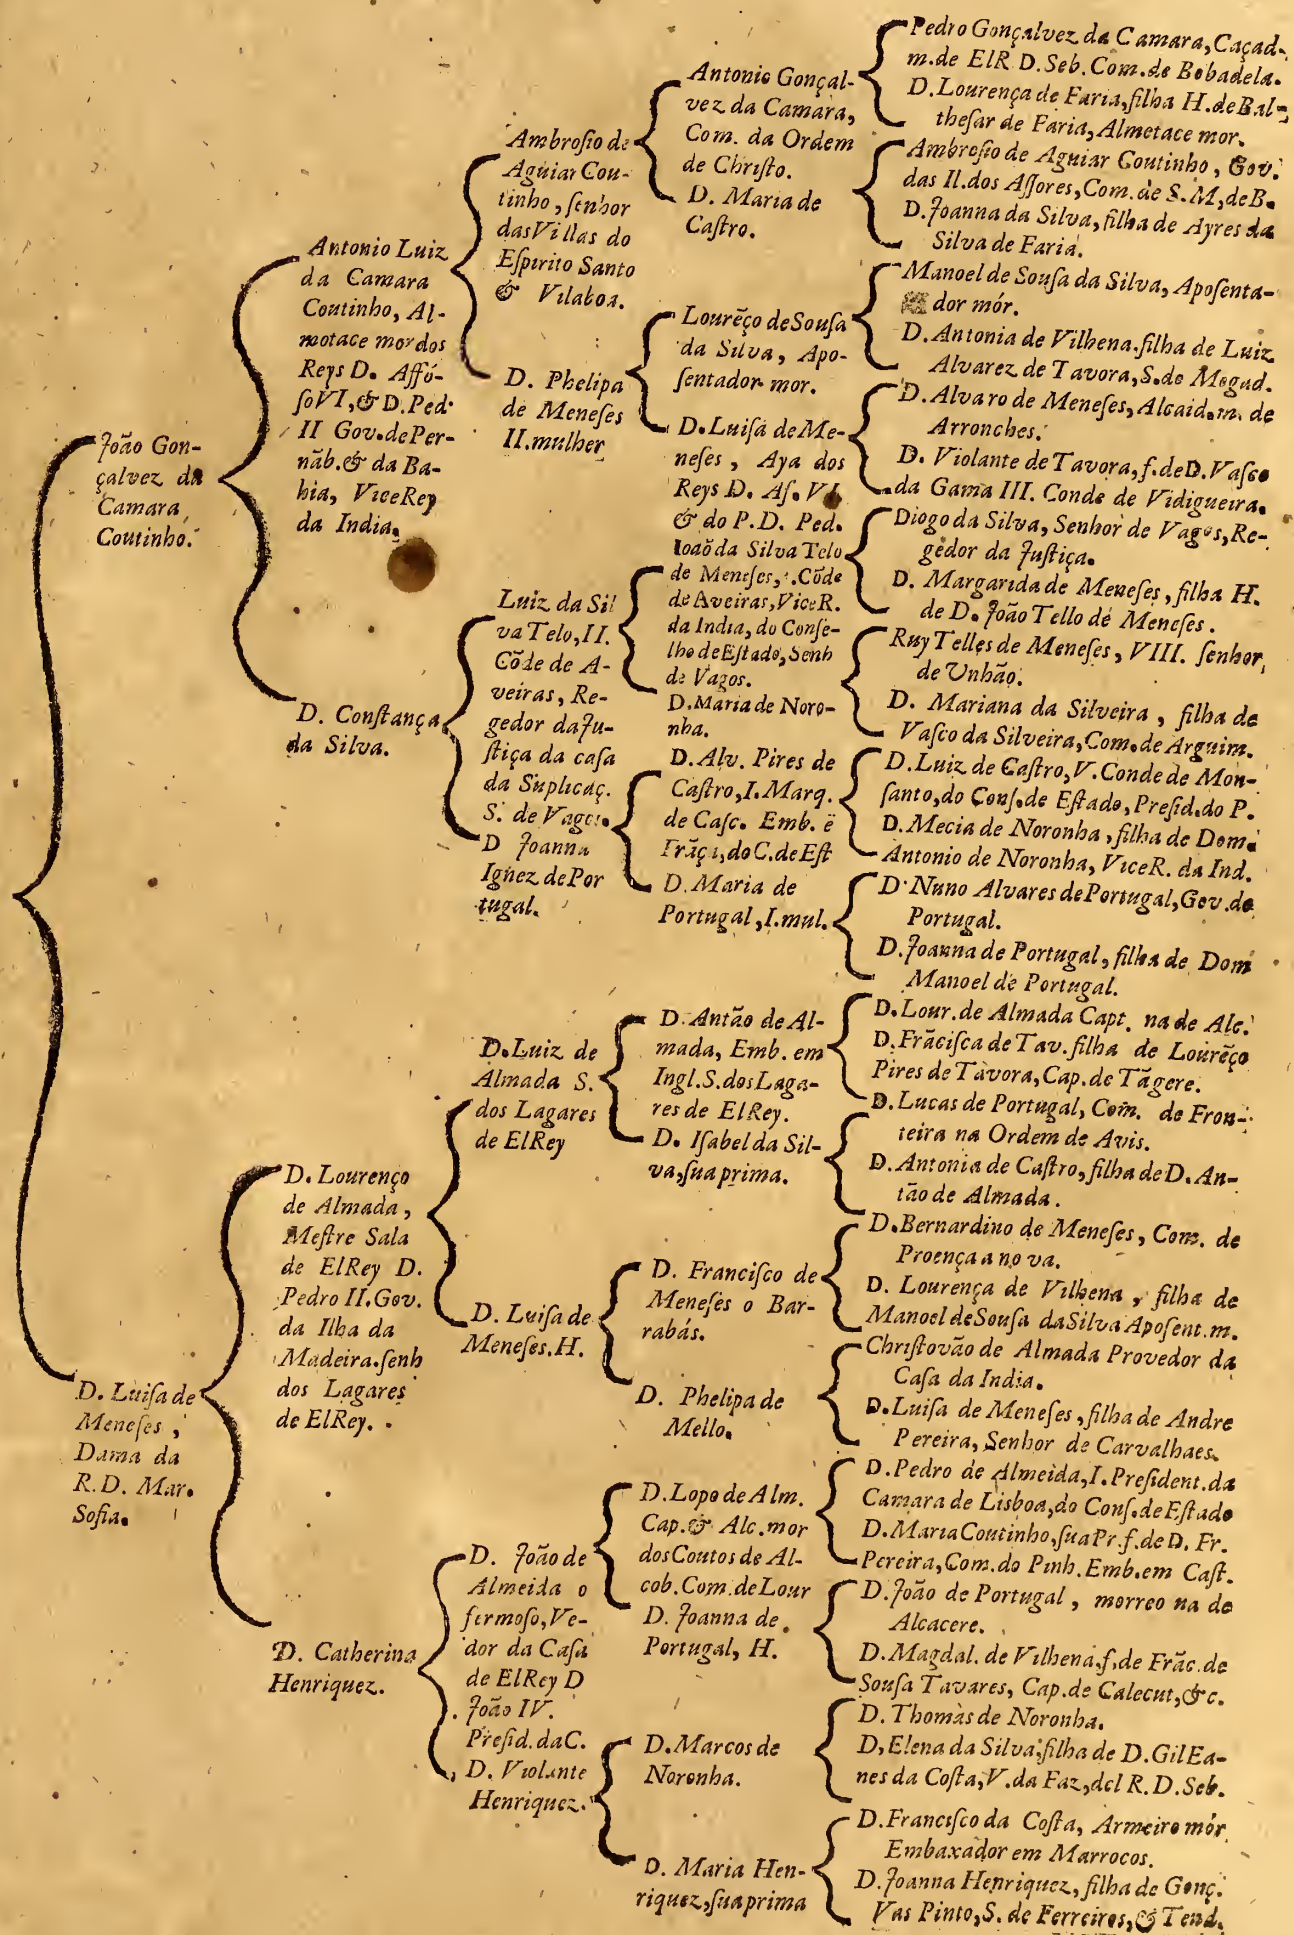 João Gon-
çalvez da
Camara
Coutinho.
D. Luiſa de
Meneſes,
Dama da
R. D. Mar.
Sofia.
Antonio Luiz
da Camara
Coutinho, Al-
motace mor dos
Reys D. Affõ-
ſo VI, & D. Ped.
II Gov. de Per-
nãb. & da Ba-
hia, Vice Rey
da India.
D. Conſtança
da Silva.
D. Lourenço
de Almada,
Meſtre Sala
de ElRey D.
Pedro II. Gov.
da Ilha da
Madeira. ſenh
dos Lagares
de ElRey.
D. Catherina
Henriquez.
Ambroſio de
Aguiar Cou-
tinho, ſenhor
das Villas do
Eſpirito Santo
& Vilaboa.
D. Phelipa
de Meneſes
II. mulher
Luiz da Sil
va Telo, II.
Cõde de A-
veiras, Re-
gedor da Ju-
ſtiça da caſa
da Suplicaç.
S. de Vagos.
D Joanna
Ignez de Por
tugal.
D. Luiz de
Almada S.
dos Lagares
de ElRey
D. Luiſa de
Meneſes. H.
D. João de
Almeida o
fermoſo, Ve-
dor da Caſa
de ElRey D
João IV.
Preſid. da C.
D. Violante
Henriquez.
Antonio Gonçal-
vez da Camara,
Com. da Ordem
de Chriſto.
D. Maria de
Caſtro.
Lourẽço de Souſa
da Silva, Apo-
ſentador mor.
D. Luiſa de Me-
neſes, Aya dos
Reys D. Af. VI
& do P. D. Ped.
Ioaõ da Silva Telo
de Meneſes, I. Cõde
de Aveiras, Vice R.
da India, do Conſe-
lho de Eſtado, Senh
de Vagos.
D. Maria de Noro-
nha.
D. Alv. Pires de
Caſtro, I. Marq.
de Caſc. Emb. ẽ
Frãça, do C. de Eſt
D. Maria de
Portugal, I. mul.
D. Antão de Al-
mada, Emb. em
Ingl. S. dos Laga-
res de ElRey.
D. Iſabel da Sil-
va, ſua prima.
D. Franciſco de
Meneſes o Bar-
rabás.
D. Phelipa de
Mello.
D. Lopo de Alm.
Cap. & Alc. mor
dos Coutos de Al-
cob. Com. de Lour
D. Joanna de
Portugal, H.
D. Marcos de
Noronha.
D. Maria Hen-
riquez, ſua prima
Pedro Gonçalvez da Camara, Caçad-
m. de ElR D. Seb. Com. de Bobadela.
D. Lourença de Faria, filha H. de Bal-
theſar de Faria, Almetace mor.
Ambroſio de Aguiar Coutinho, Gov.
das Il. dos Aſſores, Com. de S. M, de B.
D. Joanna da Silva, filha de Ayres da
Silva de Faria.
Manoel de Souſa da Silva, Apoſenta-
dor mór.
D. Antonia de Vilhena. filha de Luiz
Alvarez de Tavora, S. do Mogad.
D. Alvaro de Meneſes, Alcaid. m. de
Arronches.
D. Violante de Tavora, f. de D. Vaſco
da Gama III. Conde de Vidigueira.
Diogo da Silva, Senhor de Vagos, Re-
gedor da Juſtiça.
D. Margarida de Meneſes, filha H.
de D. João Tello de Meneſes.
Ruy Telles de Meneſes, VIII. ſenhor
de Unhão.
D. Mariana da Silveira, filha de
Vaſco da Silveira, Com. de Arguim.
D. Luiz de Caſtro, V. Conde de Mon-
ſanto, do Conſ. de Eſtado, Preſid. do P.
D. Mecia de Noronha, filha de Dom.
Antonio de Noronha, Vice R. da Ind.
D. Nuno Alvares de Portugal, Gov. de
Portugal.
D. Joanna de Portugal, filha de Dom
Manoel de Portugal.
D. Lour. de Almada Capt. na de Alc.
D. Frãciſca de Tav. filha de Lourẽço
Pires de Tavora, Cap. de Tãgere.
D. Lucas de Portugal, Com. de Fron-
teira na Ordem de Avis.
D. Antonia de Caſtro, filha de D. An-
tão de Almada.
D. Bernardino de Meneſes, Com. de
Proença a nova.
D. Lourença de Vilhena, filha de
Manoel de Souſa da Silva Apoſent. m.
Chriſtovão de Almada Provedor da
Caſa da India.
D. Luiſa de Meneſes, filha de Andre
Pereira, Senhor de Carvalhaes.
D. Pedro de Almeida, I. Preſident. da
Camara de Lisboa, do Conſ. de Eſtado
D. Maria Coutinho, ſua Pr. f. de D. Fr.
Pereira, Com. do Pinh. Emb. em Caſt.
D. João de Portugal, morreo na de
Alcacere.
D. Magdal. de Vilhena, f. de Frãc. de
Souſa Tavares, Cap. de Calecut, &c.
D. Thomàs de Noronha.
D, Elena da Silva, filha de D. Gil Ea-
nes da Coſta, V. da Faz, del R. D. Seb.
D. Franciſco da Coſta, Armeiro mór
Embaxador em Marrocos.
D. Joanna Henriquez, filha de Gonç.
Vas Pinto, S. de Ferreiros, & Tend.